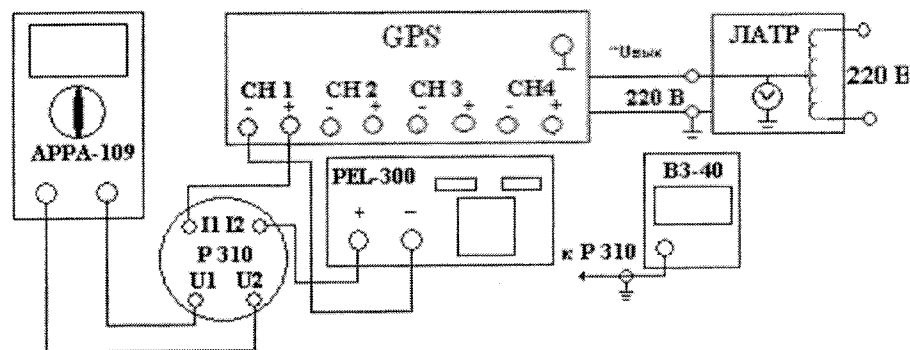 GPS
ЛАТР
~Uвых
220 В
220 В
CH 1 CH 2 CH 3 CH4
- + - + - + - +
APPA-109
PEL-300
+ −
В3-40
I1 I2
Р 310
U1 U2
к Р 310